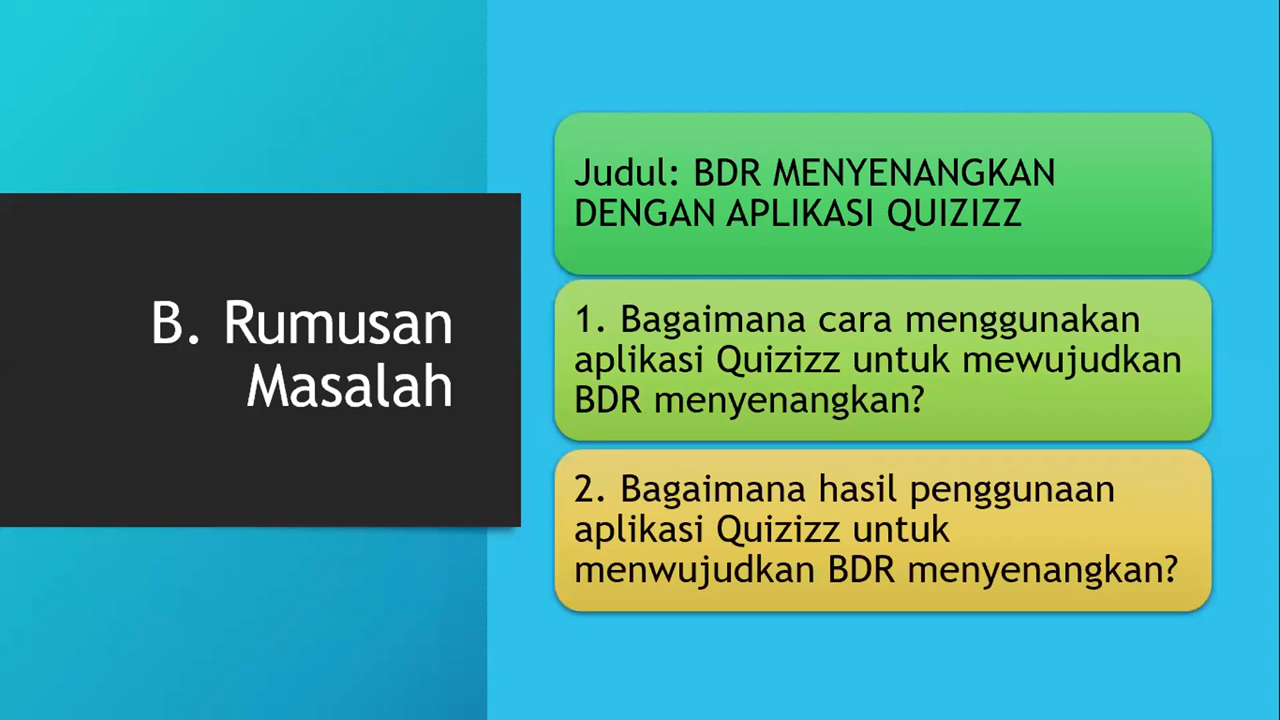 B. Rumusan
Masalah
Judul: BDR MENYENANGKAN
DENGAN APLIKASI QUIZIZZ
1. Bagaimana cara menggunakan
aplikasi Quizizz untuk mewujudkan
BDR menyenangkan?
2. Bagaimana hasil penggunaan
aplikasi Quizizz untuk
menwujudkan BDR menyenangkan?